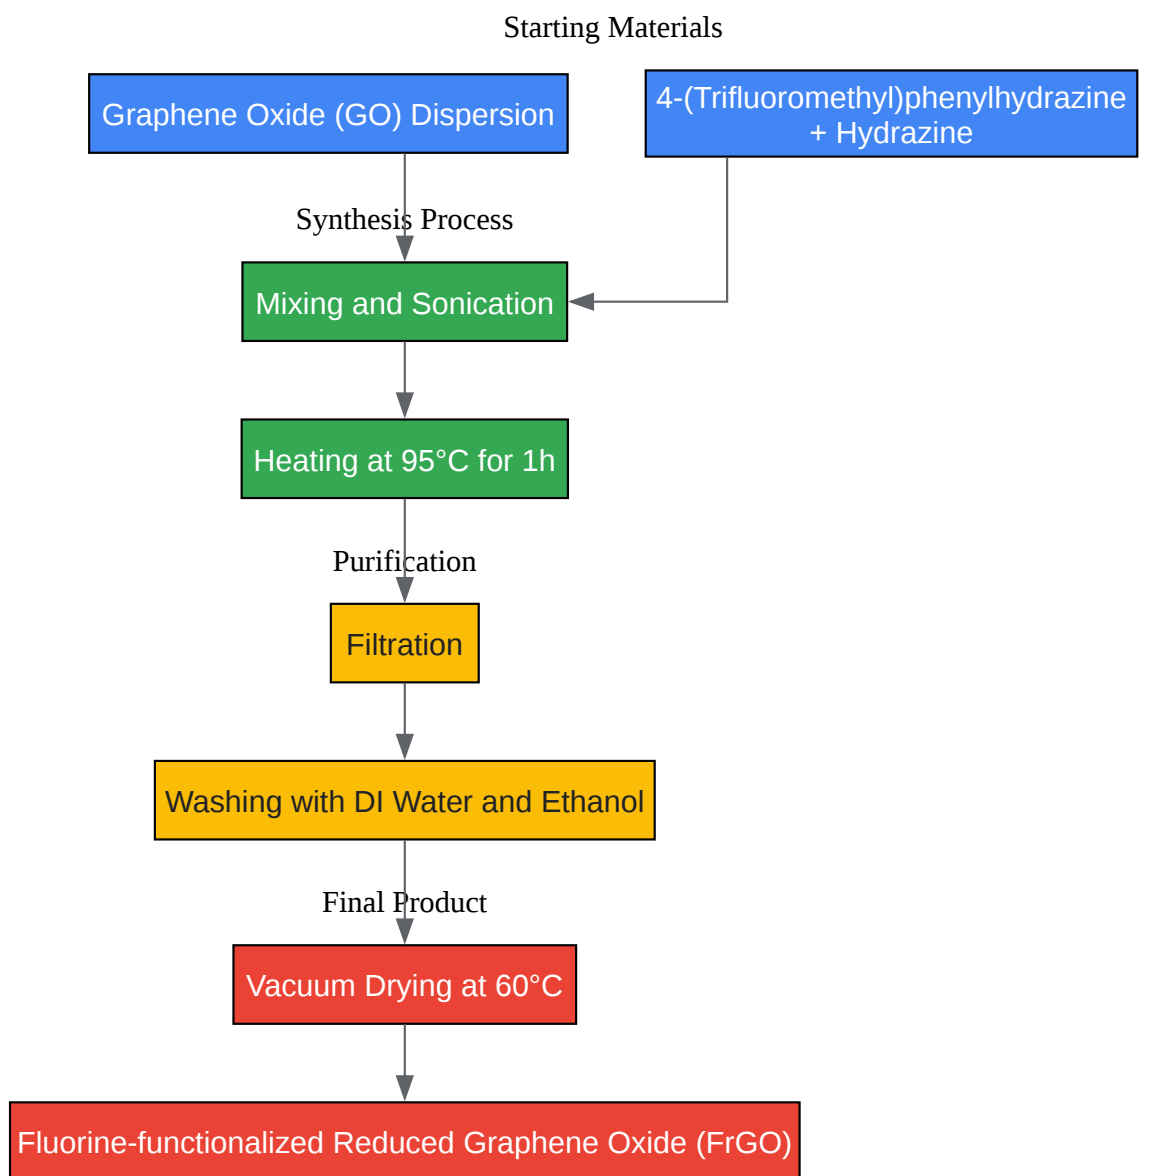 Starting Materials
Graphene Oxide (GO) Dispersion
4-(Trifluoromethyl)phenylhydrazine
+ Hydrazine
Synthesis Process
Mixing and Sonication
Heating at 95°C for 1h
Purification
Filtration
Washing with DI Water and Ethanol
Final Product
Vacuum Drying at 60°C
Fluorine-functionalized Reduced Graphene Oxide (FrGO)